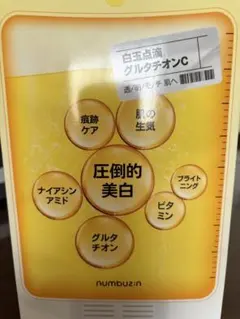 白玉点滴
グルタチオンC
痕跡
ケア
肌の
生気
圧倒的
美白
ナイアシン
アミド
ブライト
ニング
ビタ
ミン
グルタ
チオン
numbuzin